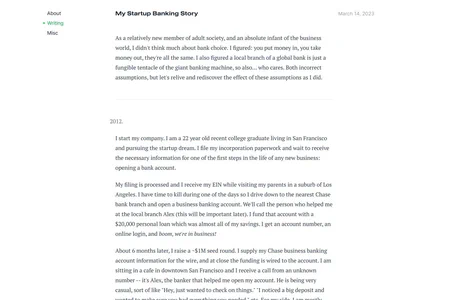 About
Writing
Misc
My Startup Banking Story
March 14, 2023
As a relatively new member of adult society, and an absolute infant of the business
world, I didn't think much about bank choice. I figured: you put money in, you take
money out, they're all the same. I also figured a local branch of a global bank is just a
fungible tentacle of the giant banking machine, so also... who cares. Both incorrect
assumptions, but let's relive and rediscover the effect of these assumptions as I did.
2012.
I start my company. I am a 22 year old recent college graduate living in San Francisco
and pursuing the startup dream. I file my incorporation paperwork and wait to receive
the necessary information for one of the first steps in the life of any new business:
opening a bank account.
My filing is processed and I receive my EIN while visiting my parents in a suburb of Los
Angeles. I have time to kill during one of the days so I drive down to the nearest Chase
bank branch and open a business banking account. We'll call the person who helped me
at the local branch Alex (this will be important later). I fund that account with a
$20,000 personal loan which was almost all of my savings. I get an account number, an
online login, and boom, we're in business!
About 6 months later, I raise a ~$1M seed round. I supply my Chase business banking
account information for the wire, and at close the funding is wired to the account. I am
sitting in a cafe in downtown San Francisco and I receive a call from an unknown
number -- it's Alex, the banker that helped me open my account. He is being very
casual, sort of like "Hey, just wanted to check on things." "I noticed a big deposit and